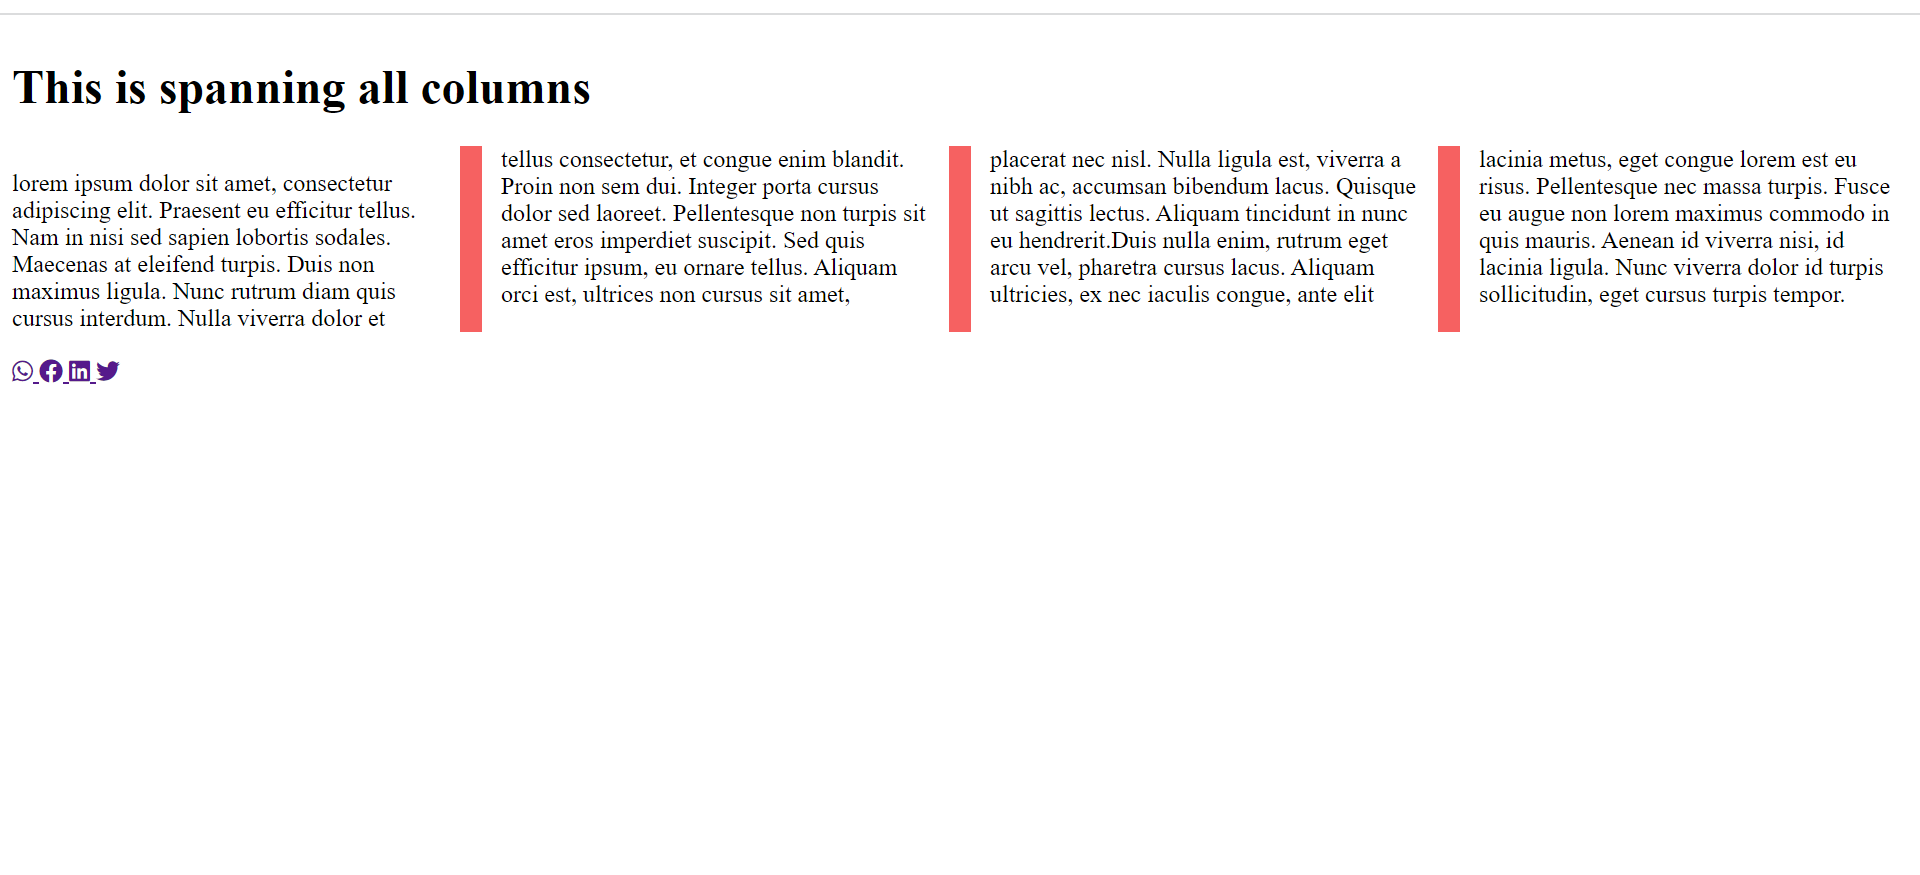 This is spanning all columns
lorem ipsum dolor sit amet, consectetur
adipiscing elit. Praesent eu efficitur tellus.
Nam in nisi sed sapien lobortis sodales.
Maecenas at eleifend turpis. Duis non
maximus ligula. Nunc rutrum diam quis
cursus interdum. Nulla viverra dolor et
tellus consectetur, et congue enim blandit.
Proin non sem dui. Integer porta cursus
dolor sed laoreet. Pellentesque non turpis sit
amet eros imperdiet suscipit. Sed quis
efficitur ipsum, eu ornare tellus. Aliquam
orci est, ultrices non cursus sit amet,
placerat nec nisl. Nulla ligula est, viverra a
nibh ac, accumsan bibendum lacus. Quisque
ut sagittis lectus. Aliquam tincidunt in nunc
eu hendrerit.Duis nulla enim, rutrum eget
arcu vel, pharetra cursus lacus. Aliquam
ultricies, ex nec iaculis congue, ante elit
lacinia metus, eget congue lorem est eu
risus. Pellentesque nec massa turpis. Fusce
eu augue non lorem maximus commodo in
quis mauris. Aenean id viverra nisi, id
lacinia ligula. Nunc viverra dolor id turpis
sollicitudin, eget cursus turpis tempor.